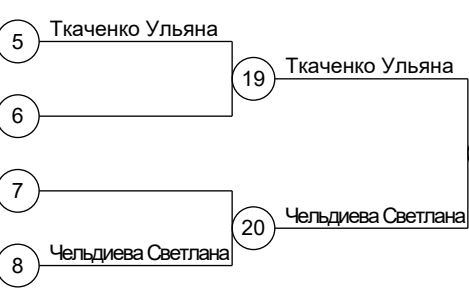 5 Ткаченко Ульяна
19 Ткаченко Ульяна
6
7
20 Чельдиева Светлана
8 Чельдиева Светлана